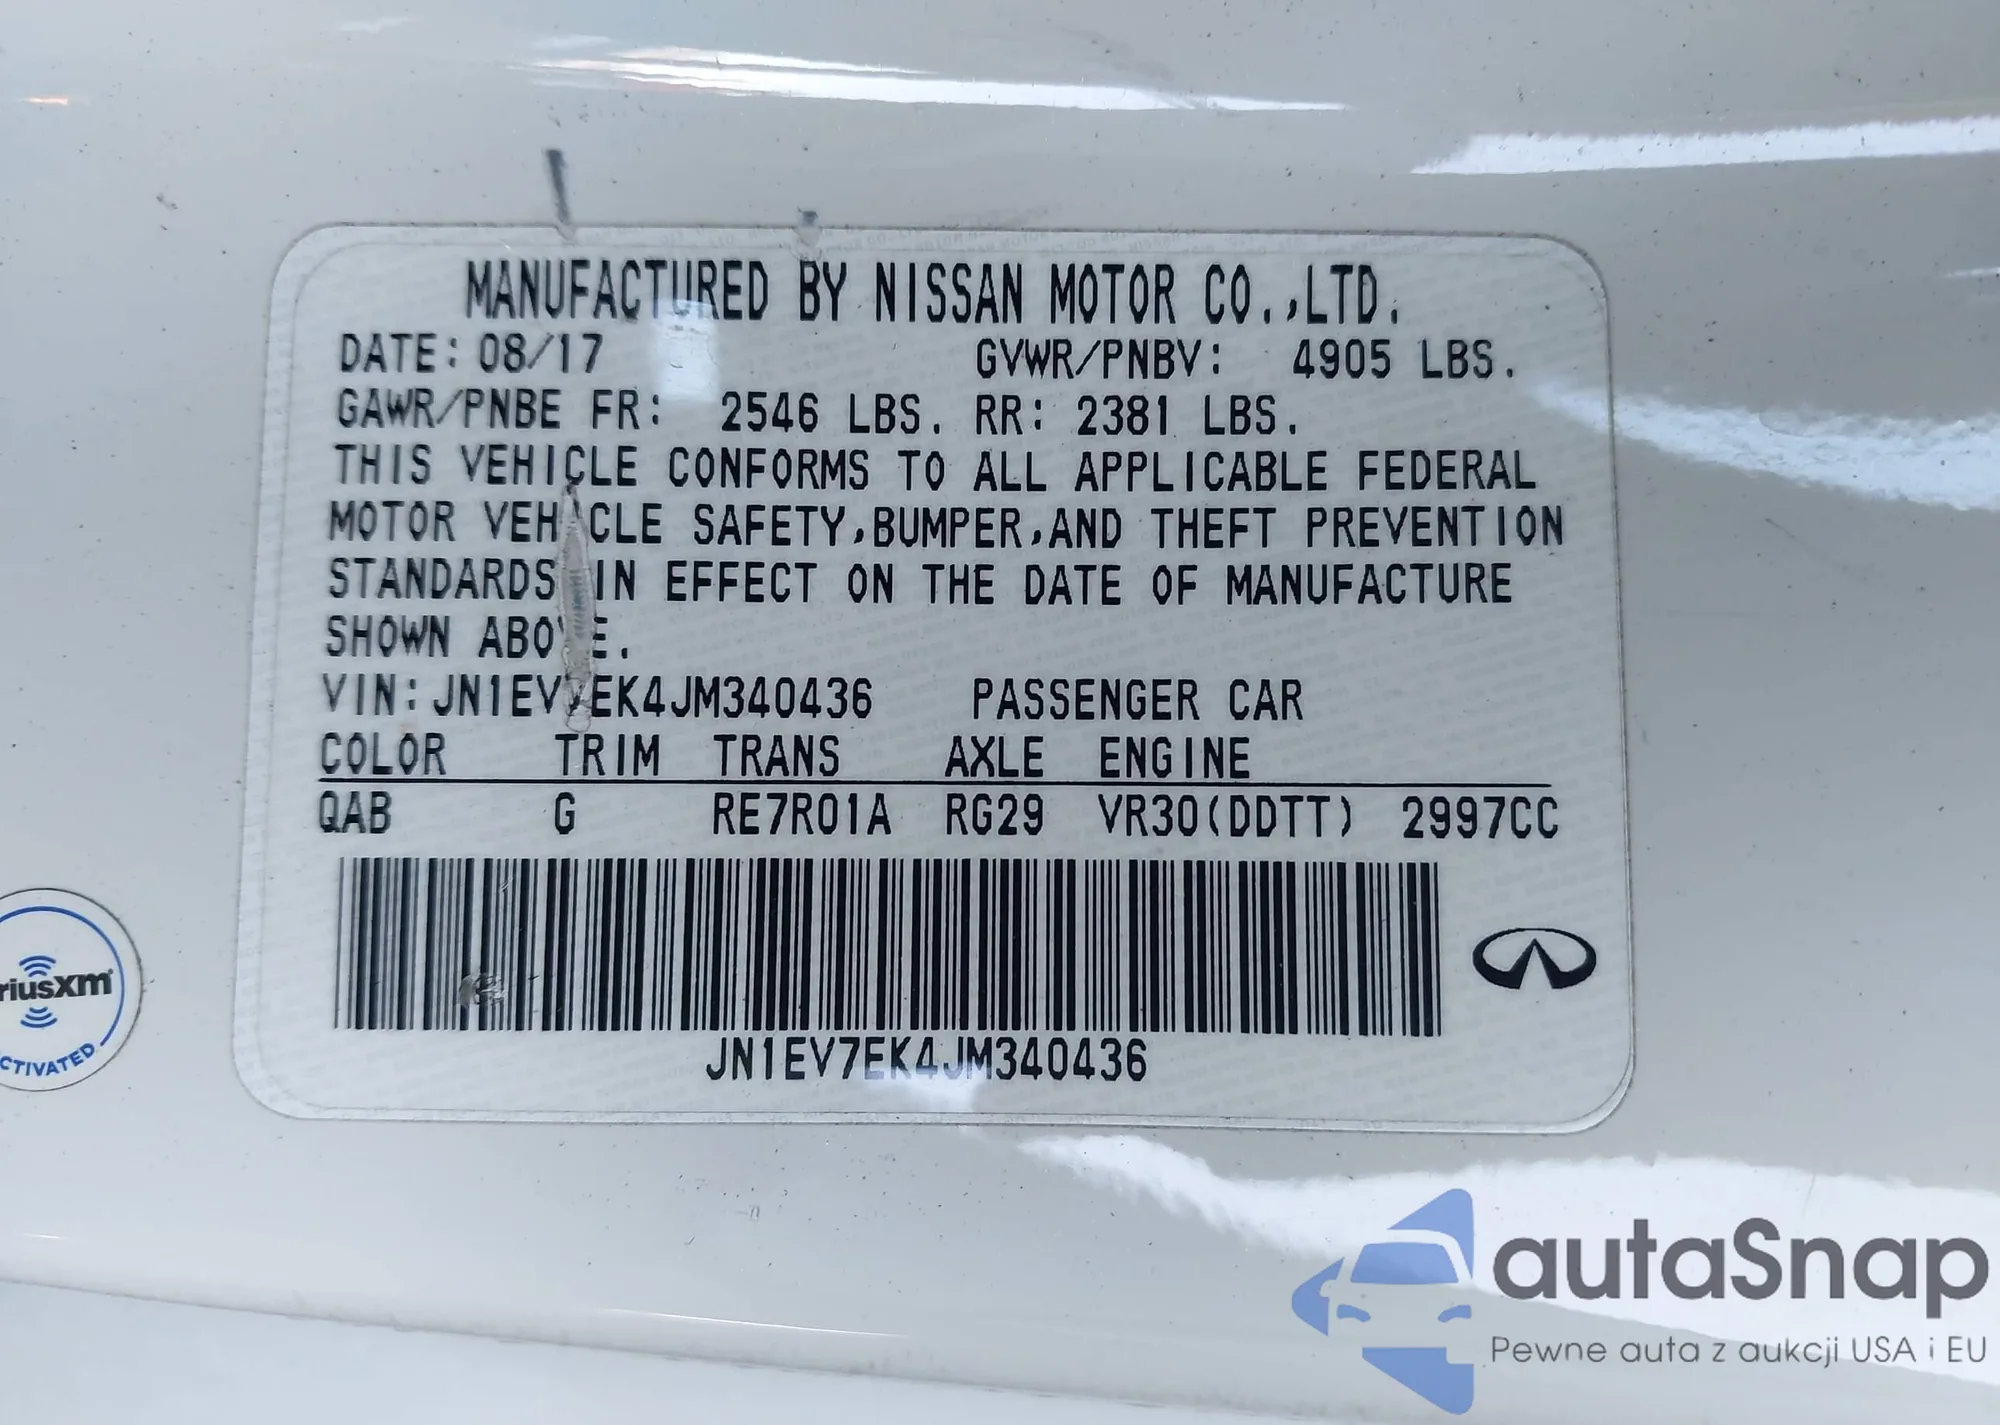 MANUFACTURED BY NISSAN MOTOR CO.,LTD.
DATE: 08/17 GVWR/PNBV: 4905 LBS.
GAWR/PNBE FR: 2546 LBS. RR: 2381 LBS.
THIS VEHICLE CONFORMS TO ALL APPLICABLE FEDERAL
MOTOR VEHICLE SAFETY,BUMPER,AND THEFT PREVENTION
STANDARDS IN EFFECT ON THE DATE OF MANUFACTURE
SHOWN ABOVE.
VIN: JN1EV7EK4JM340436 PASSENGER CAR
COLOR TRIM TRANS AXLE ENGINE
QAB G RE7R01A RG29 VR30(DDTT) 2997CC
JN1EV7EK4JM340436
riusxm
CTIVATED
autaSnap
Pewne auta z aukcji USA i EU